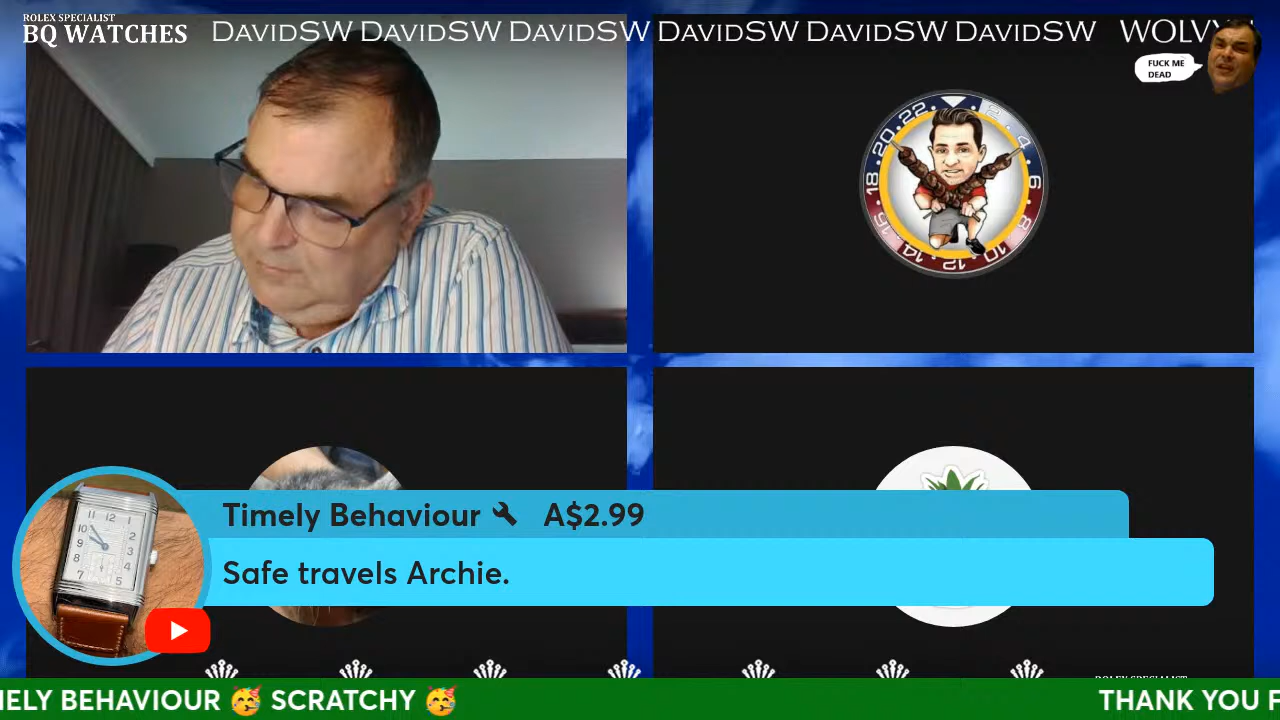 ROLEX SPECIALIST
BQ WATCHES
DAVIDSW DAVIDSW DAVIDSW DAVIDSW DAVIDSW DAVIDSW
FUCK ME
DEAD
22 2 4 6 8 10 12 14 16 18 20
Timely Behaviour A$2.99
Safe travels Archie.
11 12 1
10 2
9 3
8 4
7 5
BEHAVIOUR 🥳 SCRATCHY 🥳
THANK YOU